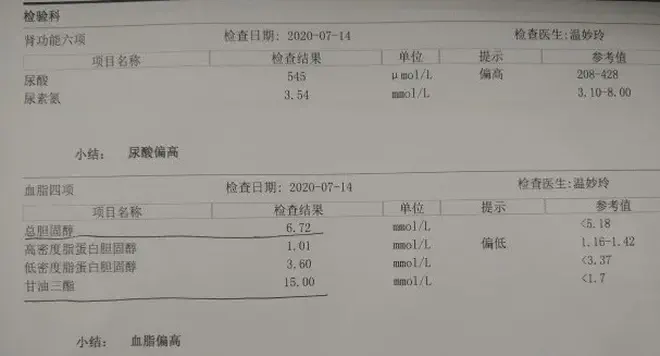 检验科
肾功能六项 检查日期: 2020-07-14 检查医生:温妙玲
项目名称 检查结果 单位 提示 参考值
尿酸 545 μmol/L 偏高 208-428
尿素氮 3.54 mmol/L 3.10-8.00
小结: 尿酸偏高
血脂四项 检查日期: 2020-07-14 检查医生:温妙玲
项目名称 检查结果 单位 提示 参考值
总胆固醇 6.72 mmol/L <5.18
高密度脂蛋白胆固醇 1.01 mmol/L 偏低 1.16-1.42
低密度脂蛋白胆固醇 3.60 mmol/L <3.37
甘油三酯 15.00 mmol/L <1.7
小结: 血脂偏高